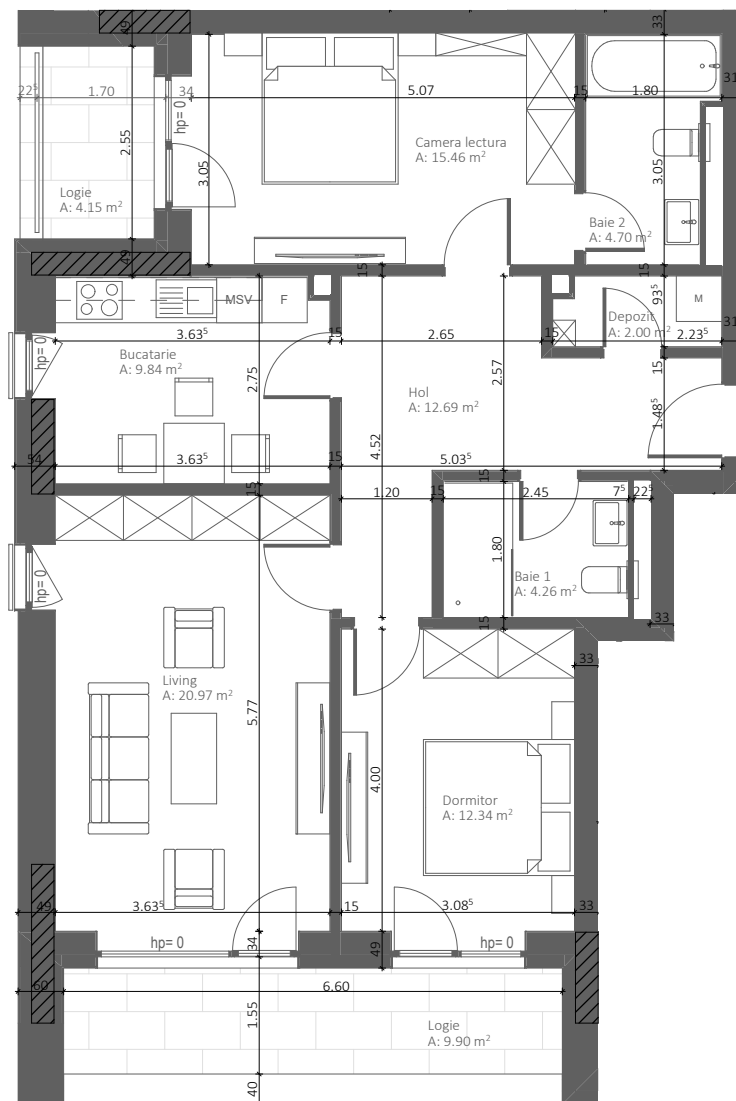 49
33
22⁵
1.70
34
5.07
15
1.80
31
hp= 0
2.55
3.05
Camera lectura
A: 15.46 m²
3.05
Logie
A: 4.15 m²
Baie 2
A: 4.70 m²
49
15
15
93⁵
MSV
F
M
3.63⁵
15
2.65
15
Depozit
A: 2.00 m²
2.23⁵
31
hp= 0
Bucatarie
A: 9.84 m²
2.75
2.57
15
Hol
A: 12.69 m²
1.48⁵
4.52
54
3.63⁵
15
5.03⁵
15
15
1.20
15
2.45
7⁵
22⁵
1.80
hp= 0
Baie 1
A: 4.26 m²
15
33
33
Living
A: 20.97 m²
5.77
4.00
Dormitor
A: 12.34 m²
49
3.63⁵
15
3.08⁵
33
hp= 0
34
49
hp= 0
60
6.60
1.55
Logie
A: 9.90 m²
40